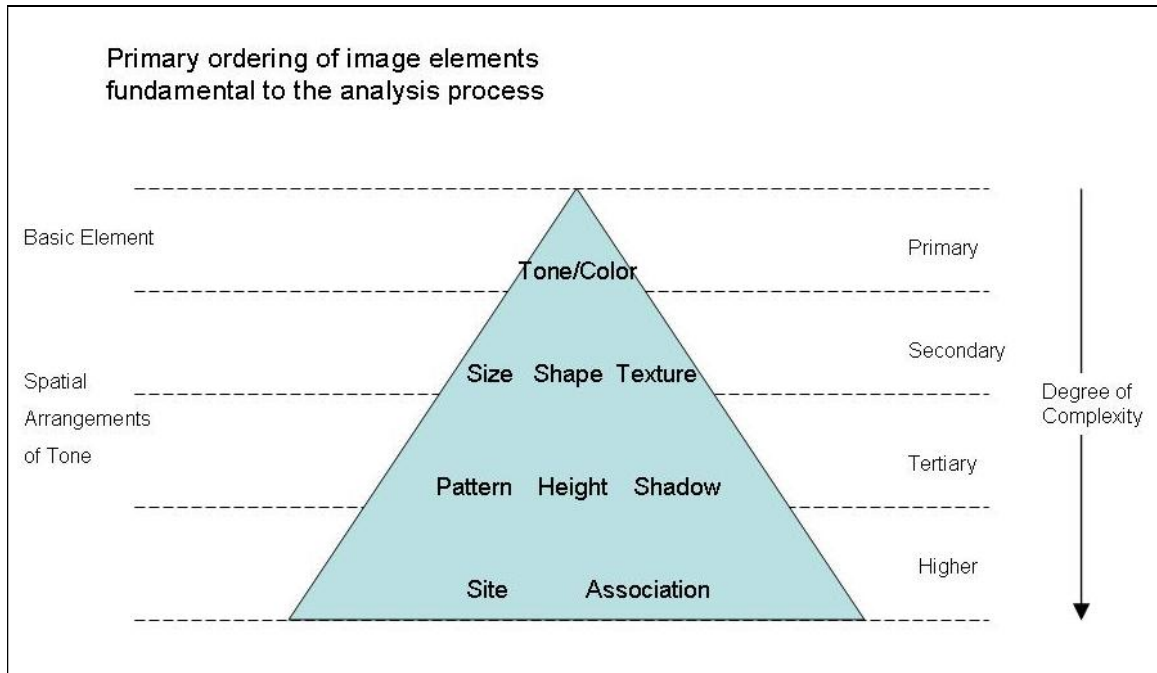 Primary ordering of image elements
fundamental to the analysis process
Basic Element
Tone/Color
Primary
Size Shape Texture
Secondary
Spatial
Arrangements
of Tone
Pattern Height Shadow
Tertiary
Site Association
Higher
Degree of
Complexity